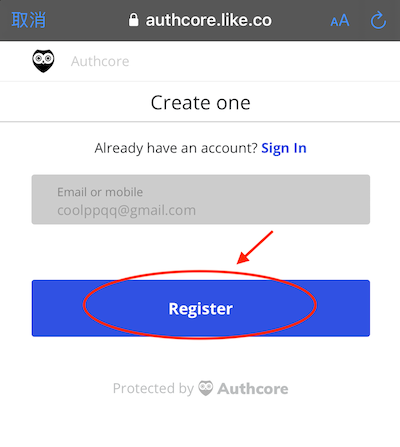 取消 authcore.like.co AA
Authcore
Create one
Already have an account? Sign In
Email or mobile
coolppqq@gmail.com
Register
Protected by Authcore